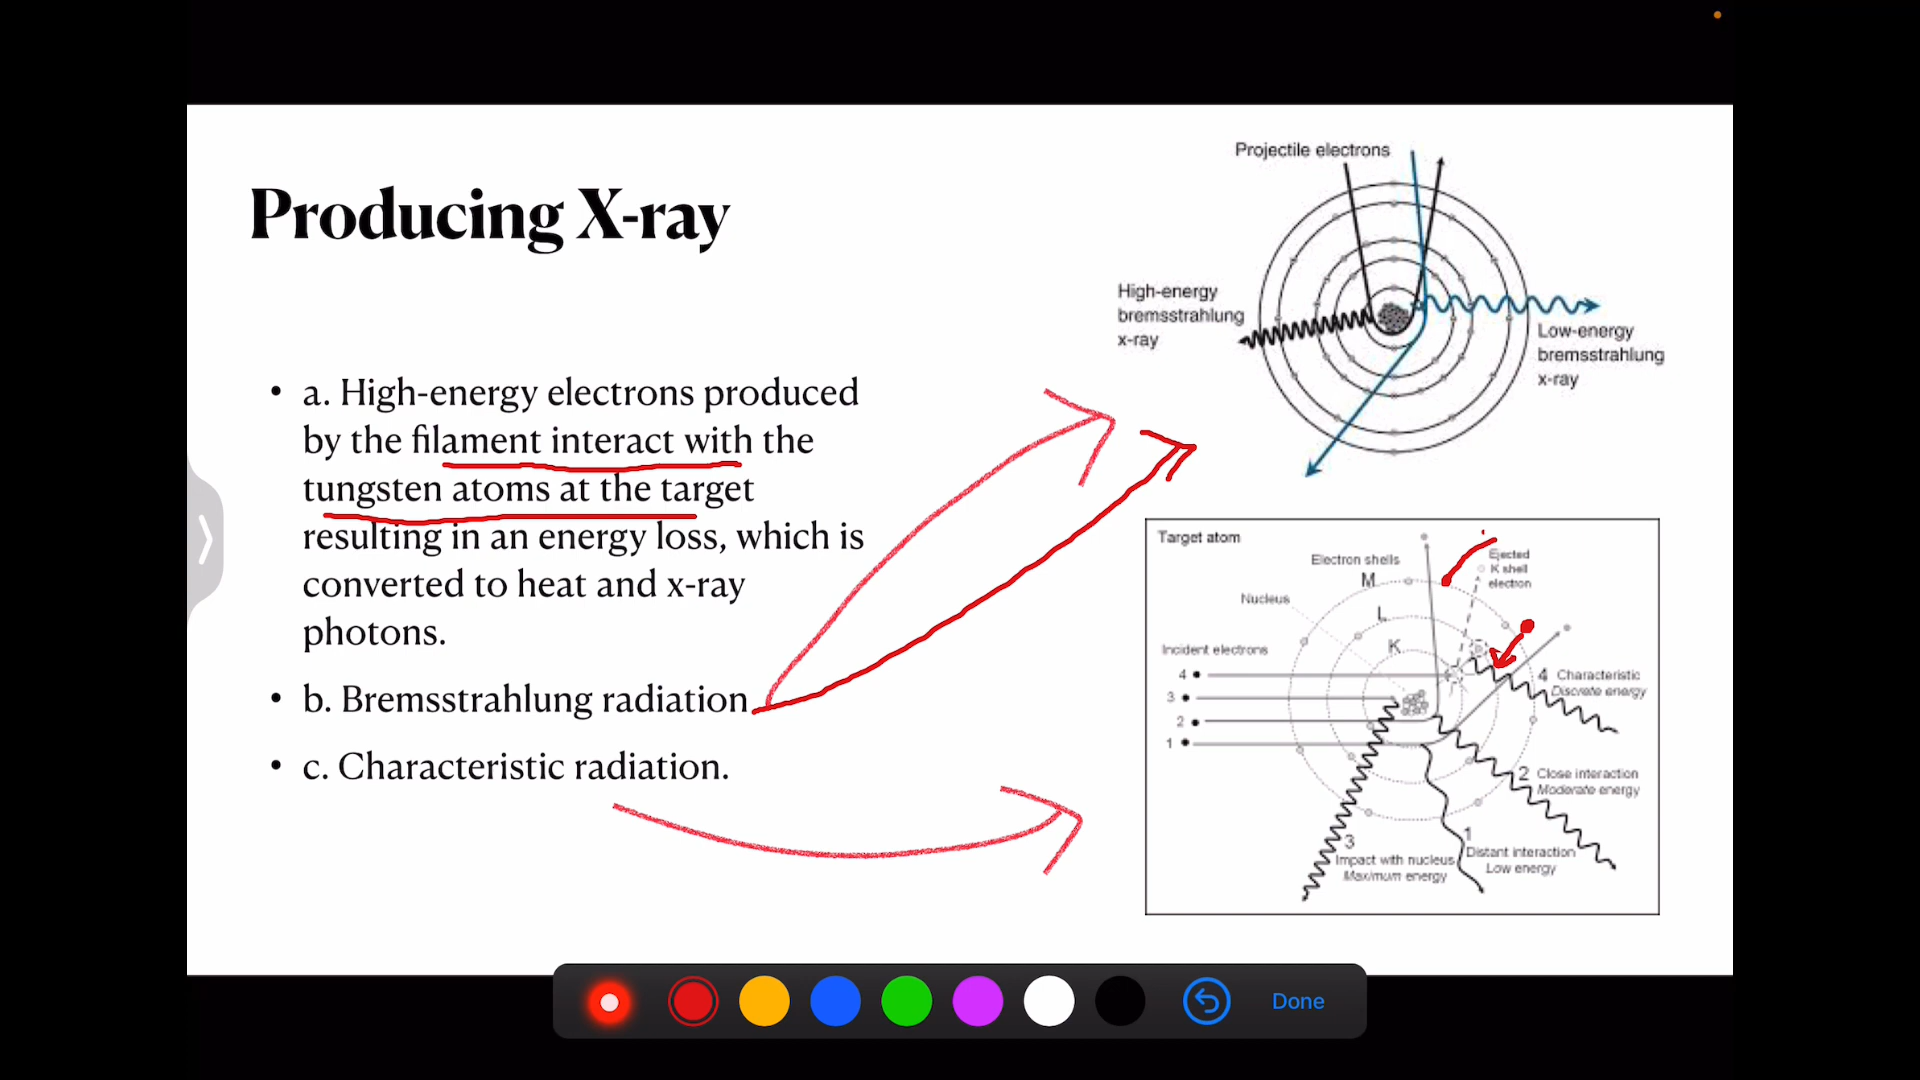 Producing X-ray
• a. High-energy electrons produced
by the filament interact with the
tungsten atoms at the target
resulting in an energy loss, which is
converted to heat and x-ray
photons.
• b. Bremsstrahlung radiation
• c. Characteristic radiation.
Projectile electrons
High-energy
bremsstrahlung
x-ray
Low-energy
bremsstrahlung
x-ray
Target atom
Electron shells
Ejected
K shell
electron
M
Nucleus
L
K
Incident electrons
4
3
2
1
4 Characteristic
Discrete energy
2 Close interaction
Moderate energy
1
Distant interaction
Low energy
3
Impact with nucleus
Maximum energy
Done